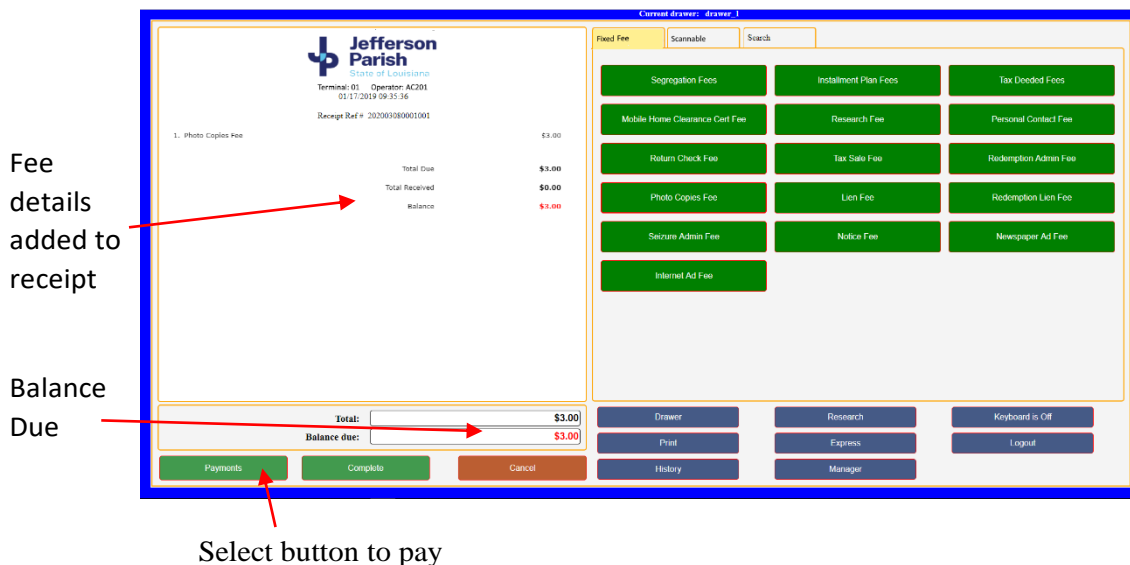 Current drawer: drawer_1
Jefferson
Parish
State of Louisiana
Terminal: 01 Operator: AC201
01/17/2019 09:35:36
Receipt Ref # 202003080001001
1. Photo Copies Fee $3.00
Total Due $3.00
Total Received $0.00
Balance $3.00
Fee
details
added to
receipt
Balance
Due
Total: $3.00
Balance due: $3.00
Payments Complete Cancel
Fixed Fee Scannable Search
Segregation Fees Installment Plan Fees Tax Deeded Fees
Mobile Home Clearance Cert Fee Research Fee Personal Contact Fee
Return Check Fee Tax Sale Fee Redemption Admin Fee
Photo Copies Fee Lien Fee Redemption Lien Fee
Seizure Admin Fee Notice Fee Newspaper Ad Fee
Internet Ad Fee
Drawer Research Keyboard is Off
Print Express Logout
History Manager
Select button to pay